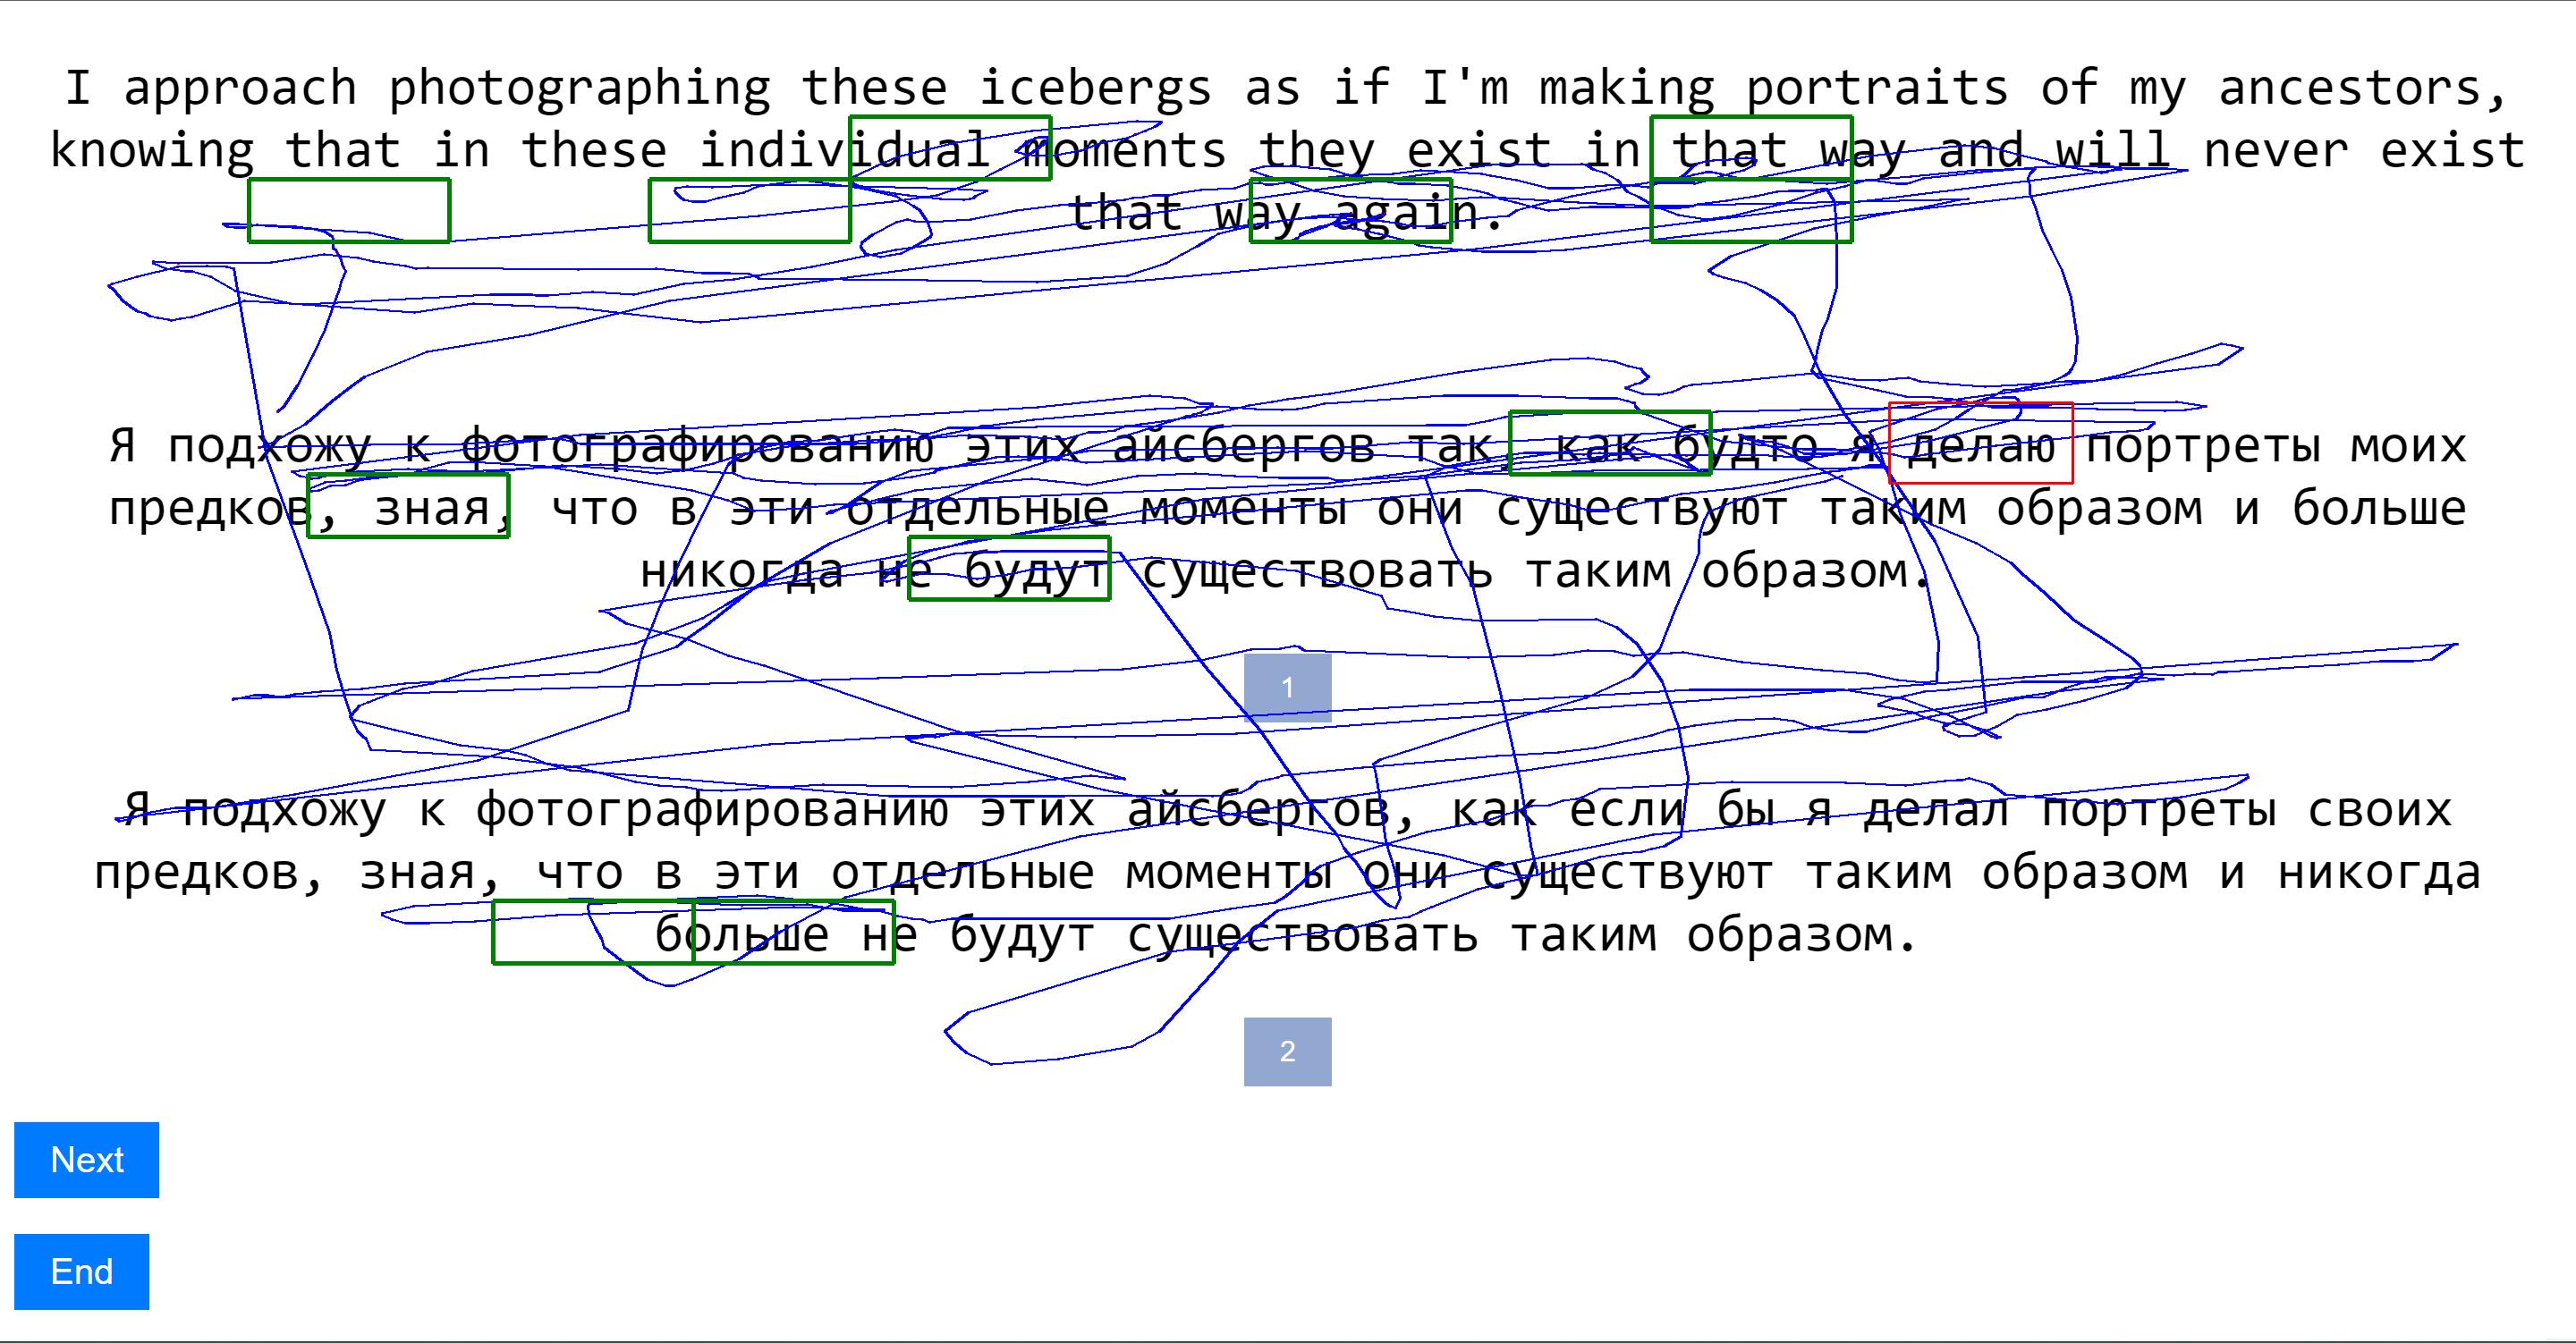 I approach photographing these icebergs as if I'm making portraits of my ancestors,
knowing that in these individual moments they exist in that way and will never exist
that way again.
Я подхожу к фотографированию этих айсбергов так как будто я делаю портреты моих
предков, зная, что в эти отдельные моменты они существуют таким образом и больше
никогда не будут существовать таким образом.
1
Я подхожу к фотографированию этих айсбергов, как если бы я делал портреты своих
предков, зная, что в эти отдельные моменты они существуют таким образом и никогда
больше не будут существовать таким образом.
2
Next
End